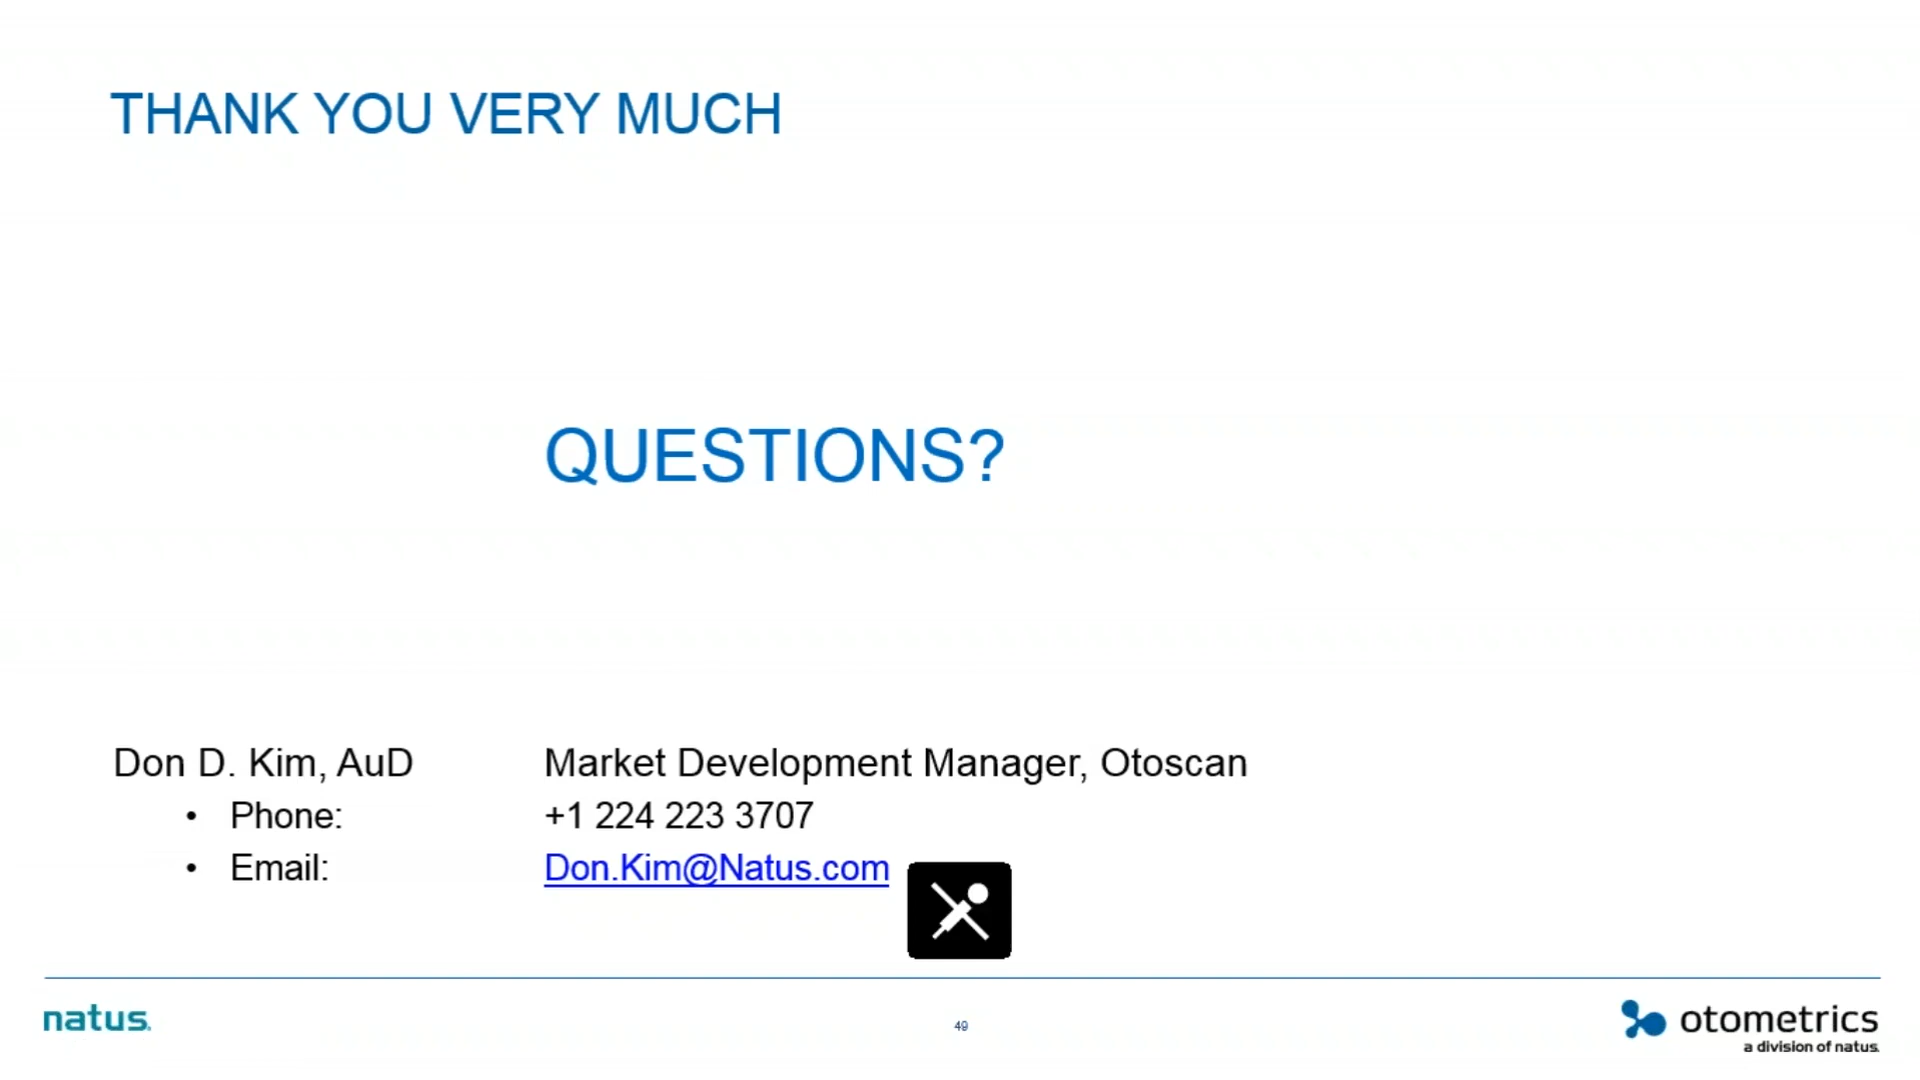 THANK YOU VERY MUCH
QUESTIONS?
Don D. Kim, AuD Market Development Manager, Otoscan
• Phone: +1 224 223 3707
• Email: Don.Kim@Natus.com
natus.
49
otometrics
a division of natus.